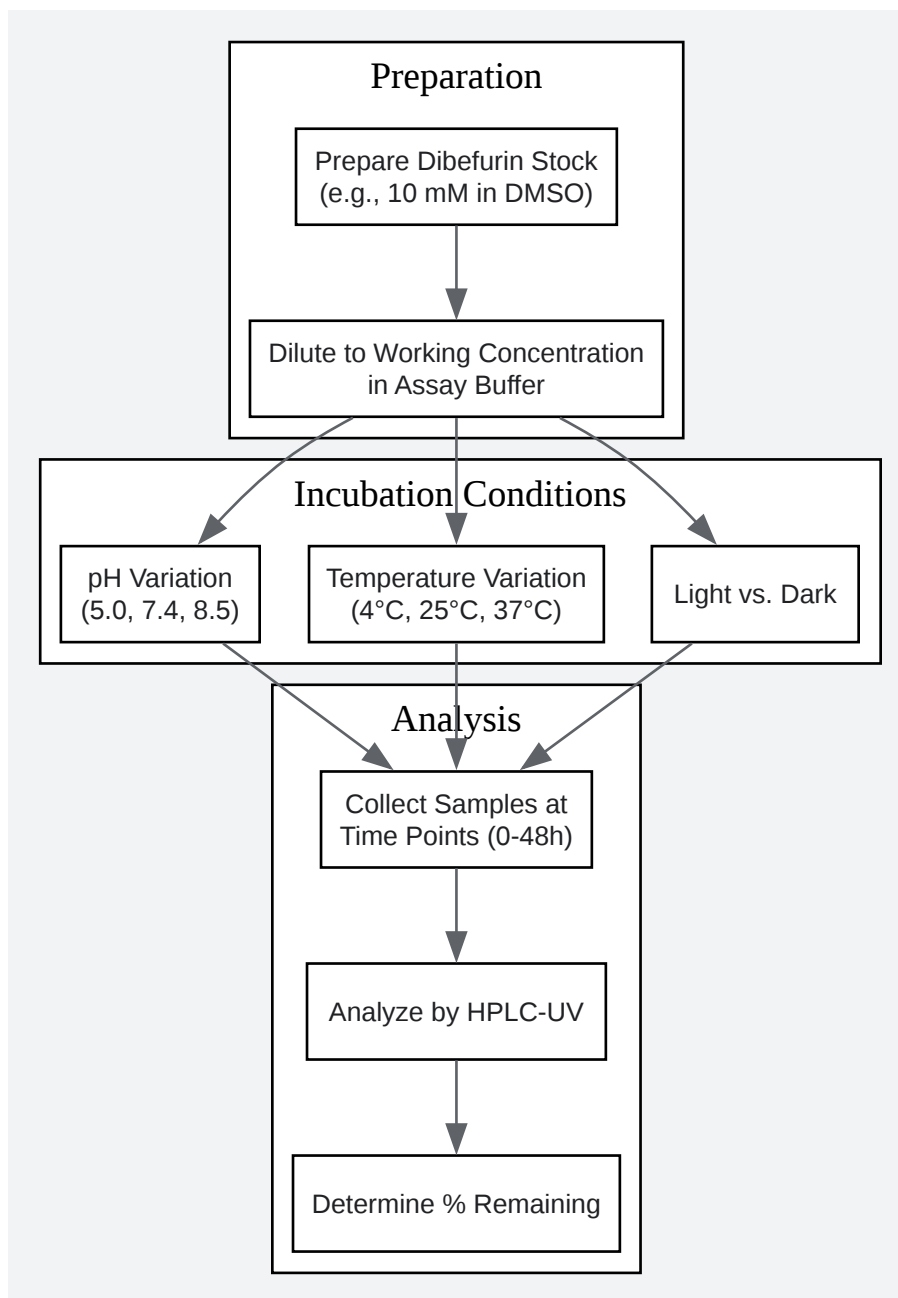 Preparation
Prepare Dibefurin Stock
(e.g., 10 mM in DMSO)
Dilute to Working Concentration
in Assay Buffer
Incubation Conditions
pH Variation
(5.0, 7.4, 8.5)
Temperature Variation
(4°C, 25°C, 37°C)
Light vs. Dark
Analysis
Collect Samples at
Time Points (0-48h)
Analyze by HPLC-UV
Determine % Remaining